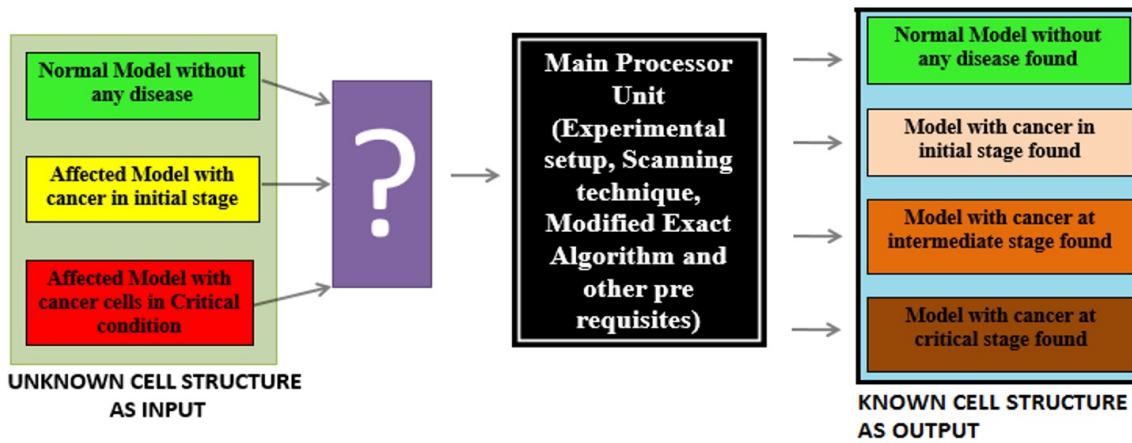 Normal Model without
any disease
Affected Model with
cancer in initial stage
Affected Model with
cancer cells in Critical
condition
UNKNOWN CELL STRUCTURE
AS INPUT
?
Main Processor
Unit
(Experimental
setup, Scanning
technique,
Modified Exact
Algorithm and
other pre
requisites)
Normal Model without
any disease found
Model with cancer in
initial stage found
Model with cancer at
intermediate stage found
Model with cancer at
critical stage found
KNOWN CELL STRUCTURE
AS OUTPUT